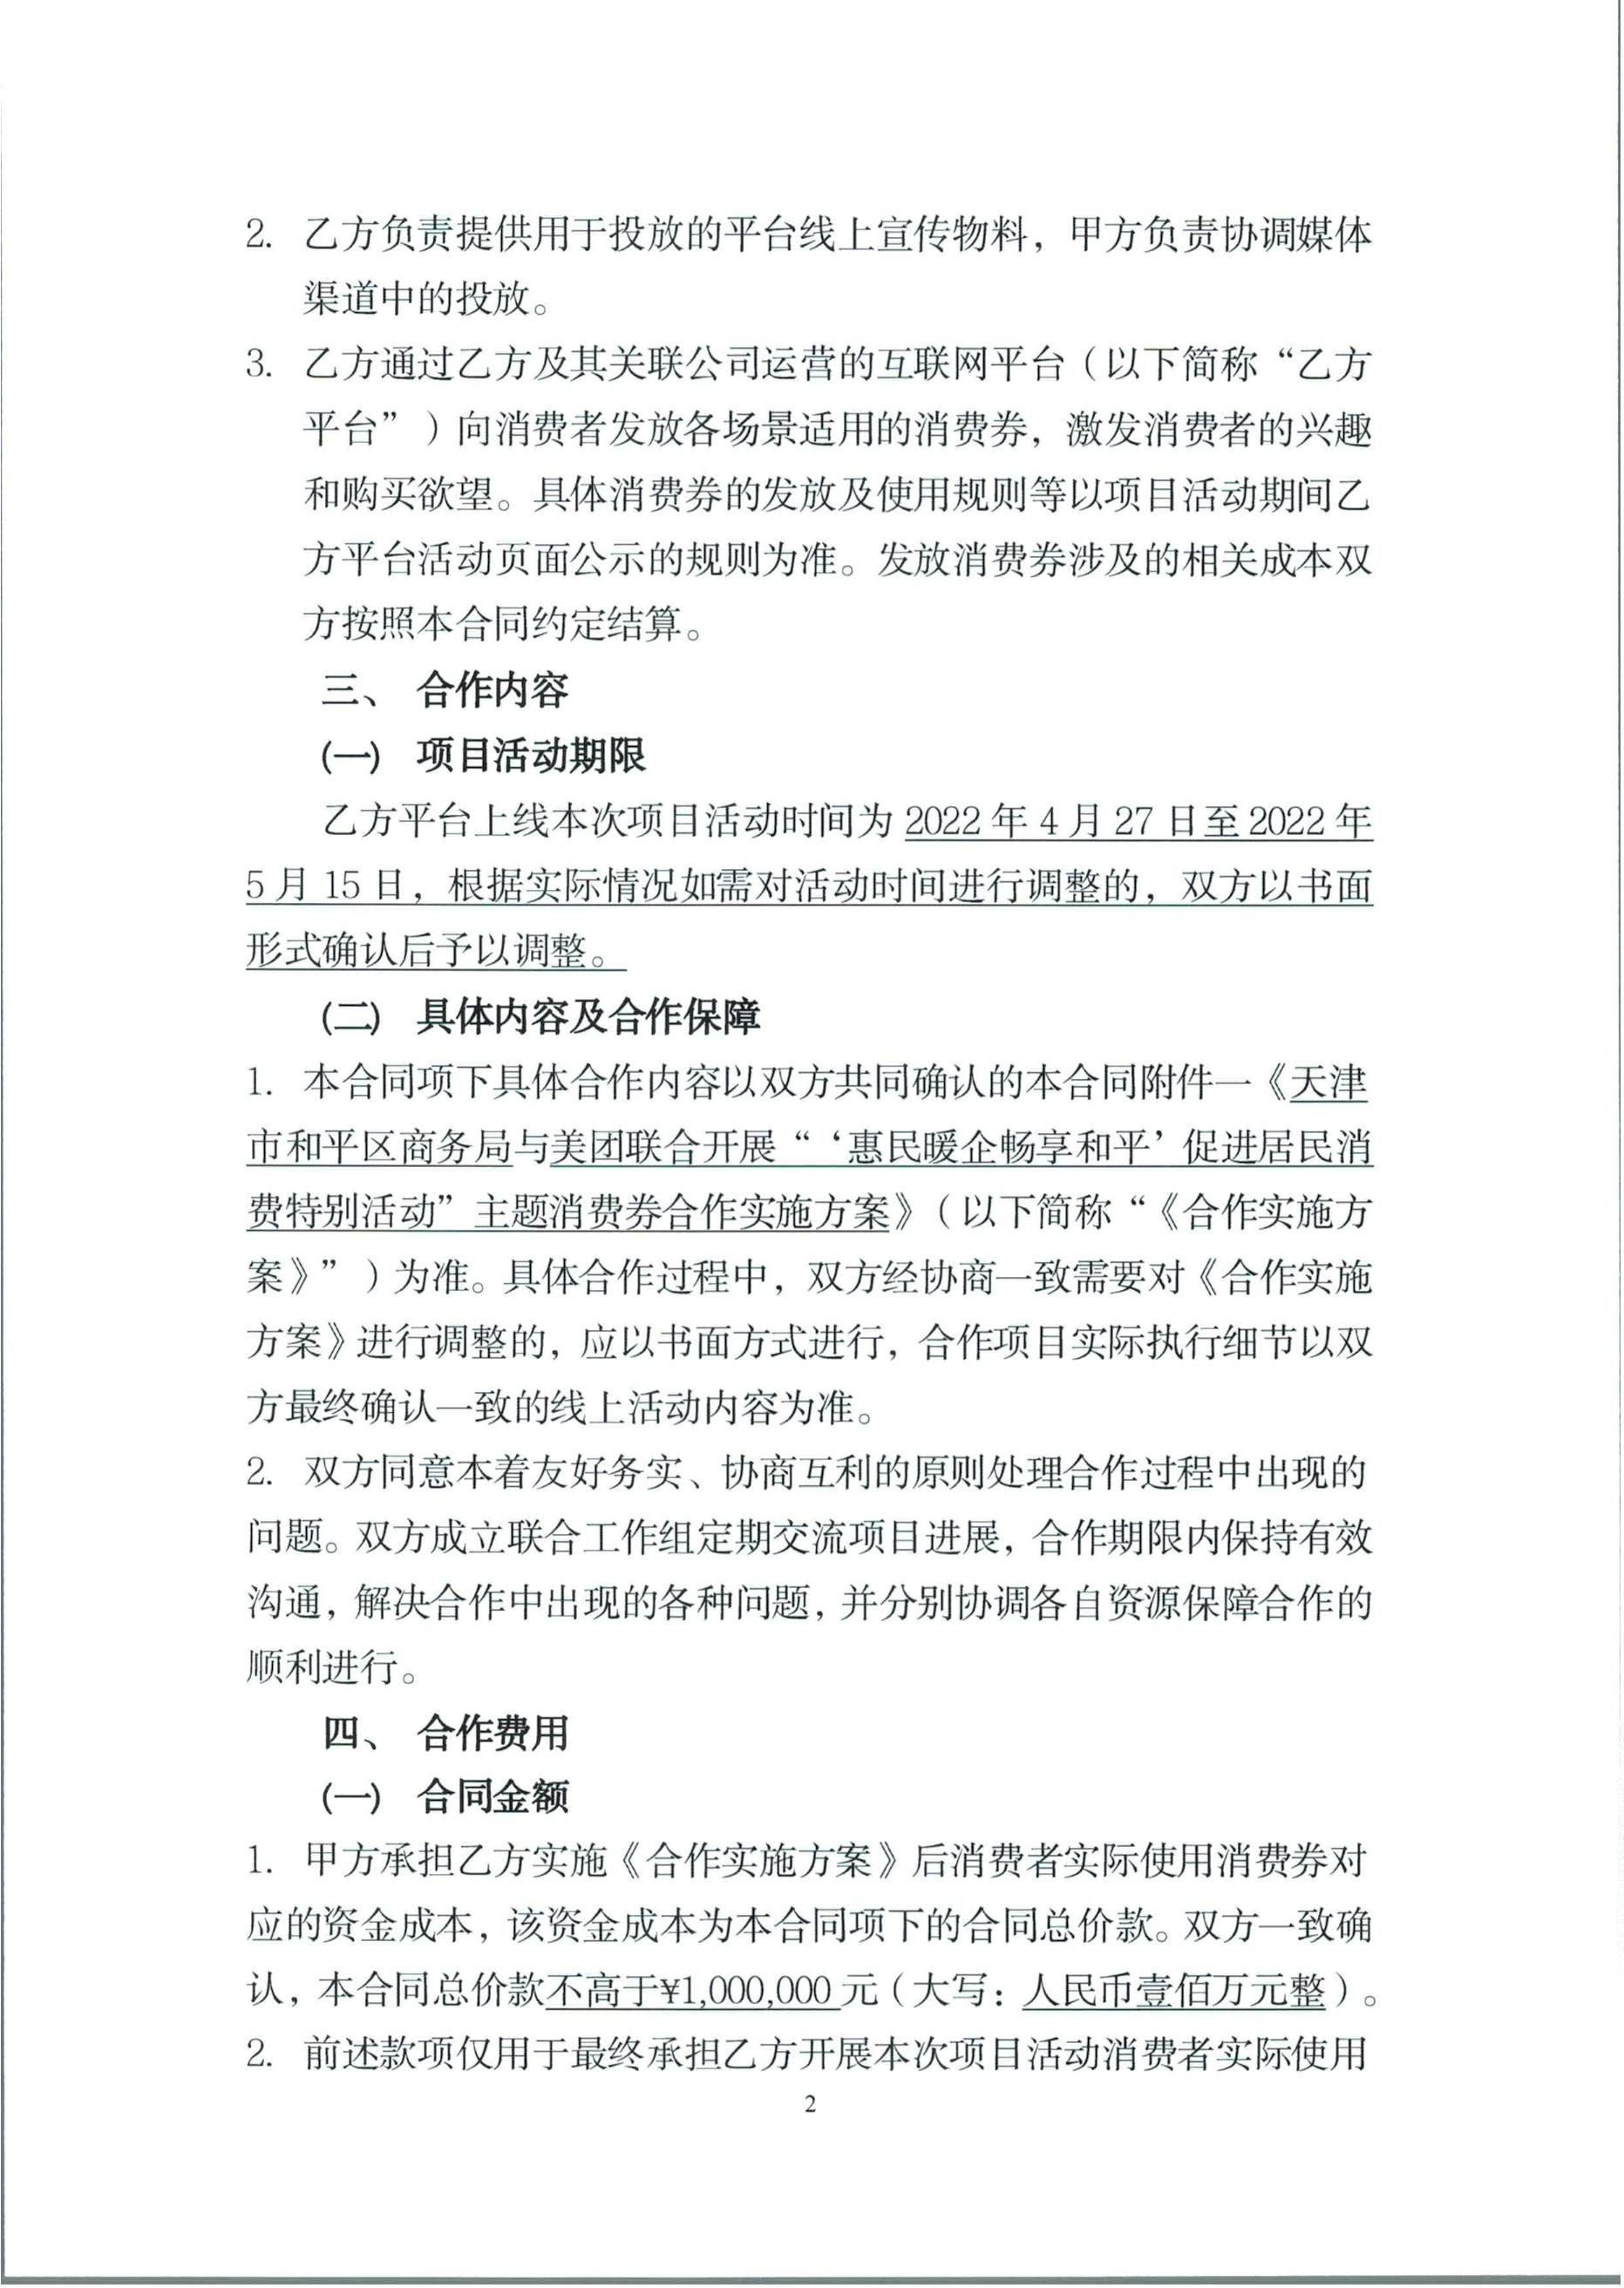 2. 乙方负责提供用于投放的平台线上宣传物料，甲方负责协调媒体
渠道中的投放。
3. 乙方通过乙方及其关联公司运营的互联网平台（以下简称“乙方
平台”）向消费者发放各场景适用的消费券，激发消费者的兴趣
和购买欲望。具体消费券的发放及使用规则等以项目活动期间乙
方平台活动页面公示的规则为准。发放消费券涉及的相关成本双
方按照本合同约定结算。
三、 合作内容
(一) 项目活动期限
乙方平台上线本次项目活动时间为 2022 年 4 月 27 日至 2022 年
5 月 15 日，根据实际情况如需对活动时间进行调整的，双方以书面
形式确认后予以调整。
(二) 具体内容及合作保障
1. 本合同项下具体合作内容以双方共同确认的本合同附件一《天津
市和平区商务局与美团联合开展“‘惠民暖企畅享和平’促进居民消
费特别活动”主题消费券合作实施方案》（以下简称“《合作实施方
案》”）为准。具体合作过程中，双方经协商一致需要对《合作实施
方案》进行调整的，应以书面方式进行，合作项目实际执行细节以双
方最终确认一致的线上活动内容为准。
2. 双方同意本着友好务实、协商互利的原则处理合作过程中出现的
问题。双方成立联合工作组定期交流项目进展，合作期限内保持有效
沟通，解决合作中出现的各种问题，并分别协调各自资源保障合作的
顺利进行。
四、 合作费用
(一) 合同金额
1. 甲方承担乙方实施《合作实施方案》后消费者实际使用消费券对
应的资金成本，该资金成本为本合同项下的合同总价款。双方一致确
认，本合同总价款不高于¥1,000,000 元（大写：人民币壹佰万元整）。
2. 前述款项仅用于最终承担乙方开展本次项目活动消费者实际使用
2